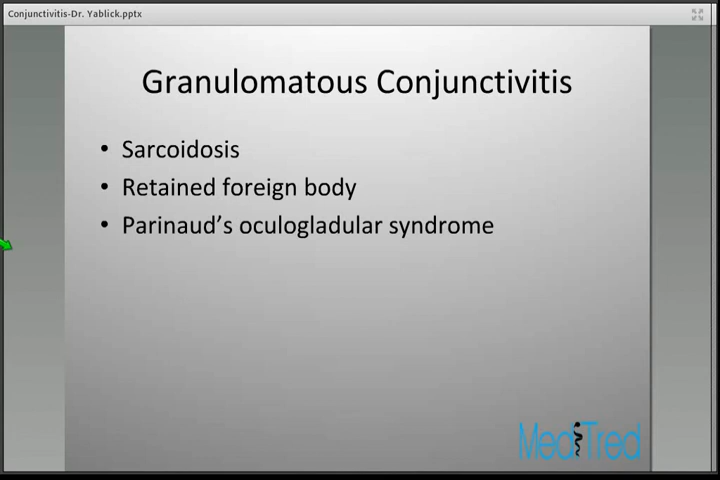 Conjunctivitis-Dr. Yablick.pptx
Granulomatous Conjunctivitis
• Sarcoidosis
• Retained foreign body
• Parinaud's oculogladular syndrome
MediTred